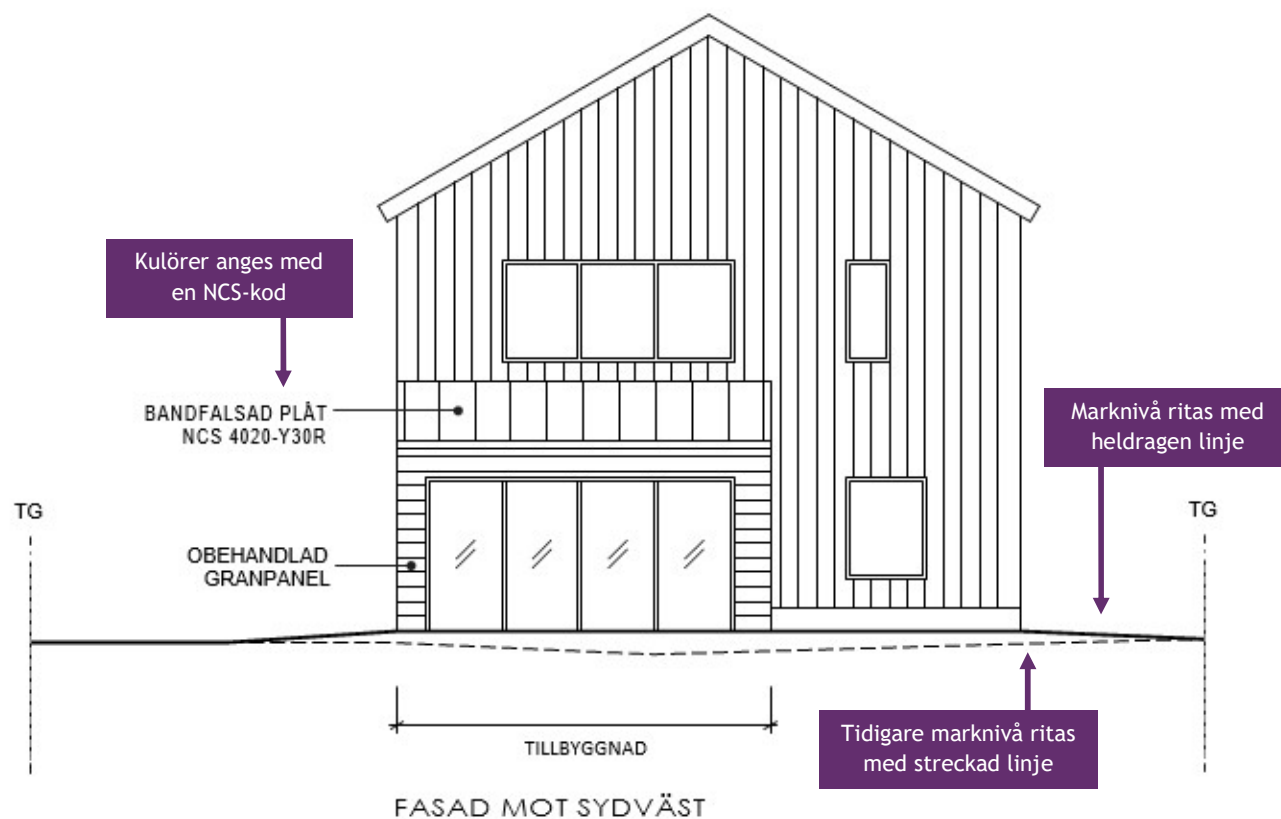 Kulörer anges med
en NCS-kod
BANDFALSAD PLÅT
NCS 4020-Y30R
Marknivå ritas med
heldragen linje
TG
TG
OBEHANDLAD
GRANPANEL
Tidigare marknivå ritas
med streckad linje
TILLBYGGNAD
FASAD MOT SYDVÄST